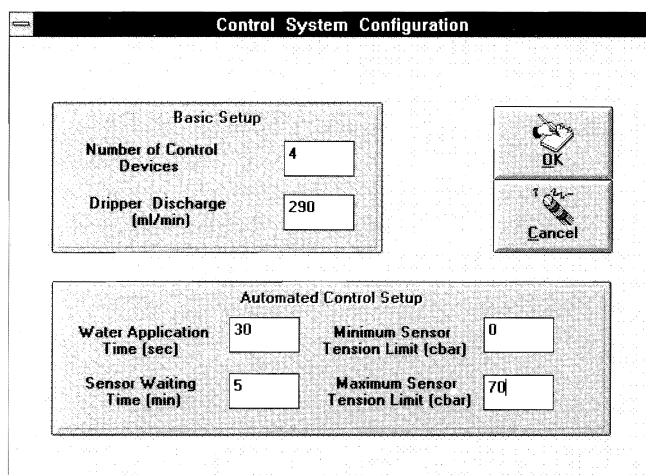 Control System Configuration
Basic Setup
Number of Control
Devices
4
Dripper Discharge
(ml/min)
290
OK
Cancel
Automated Control Setup
Water Application
Time (sec)
30
Minimum Sensor
Tension Limit (cbar)
0
Sensor Waiting
Time (min)
5
Maximum Sensor
Tension Limit (cbar)
70